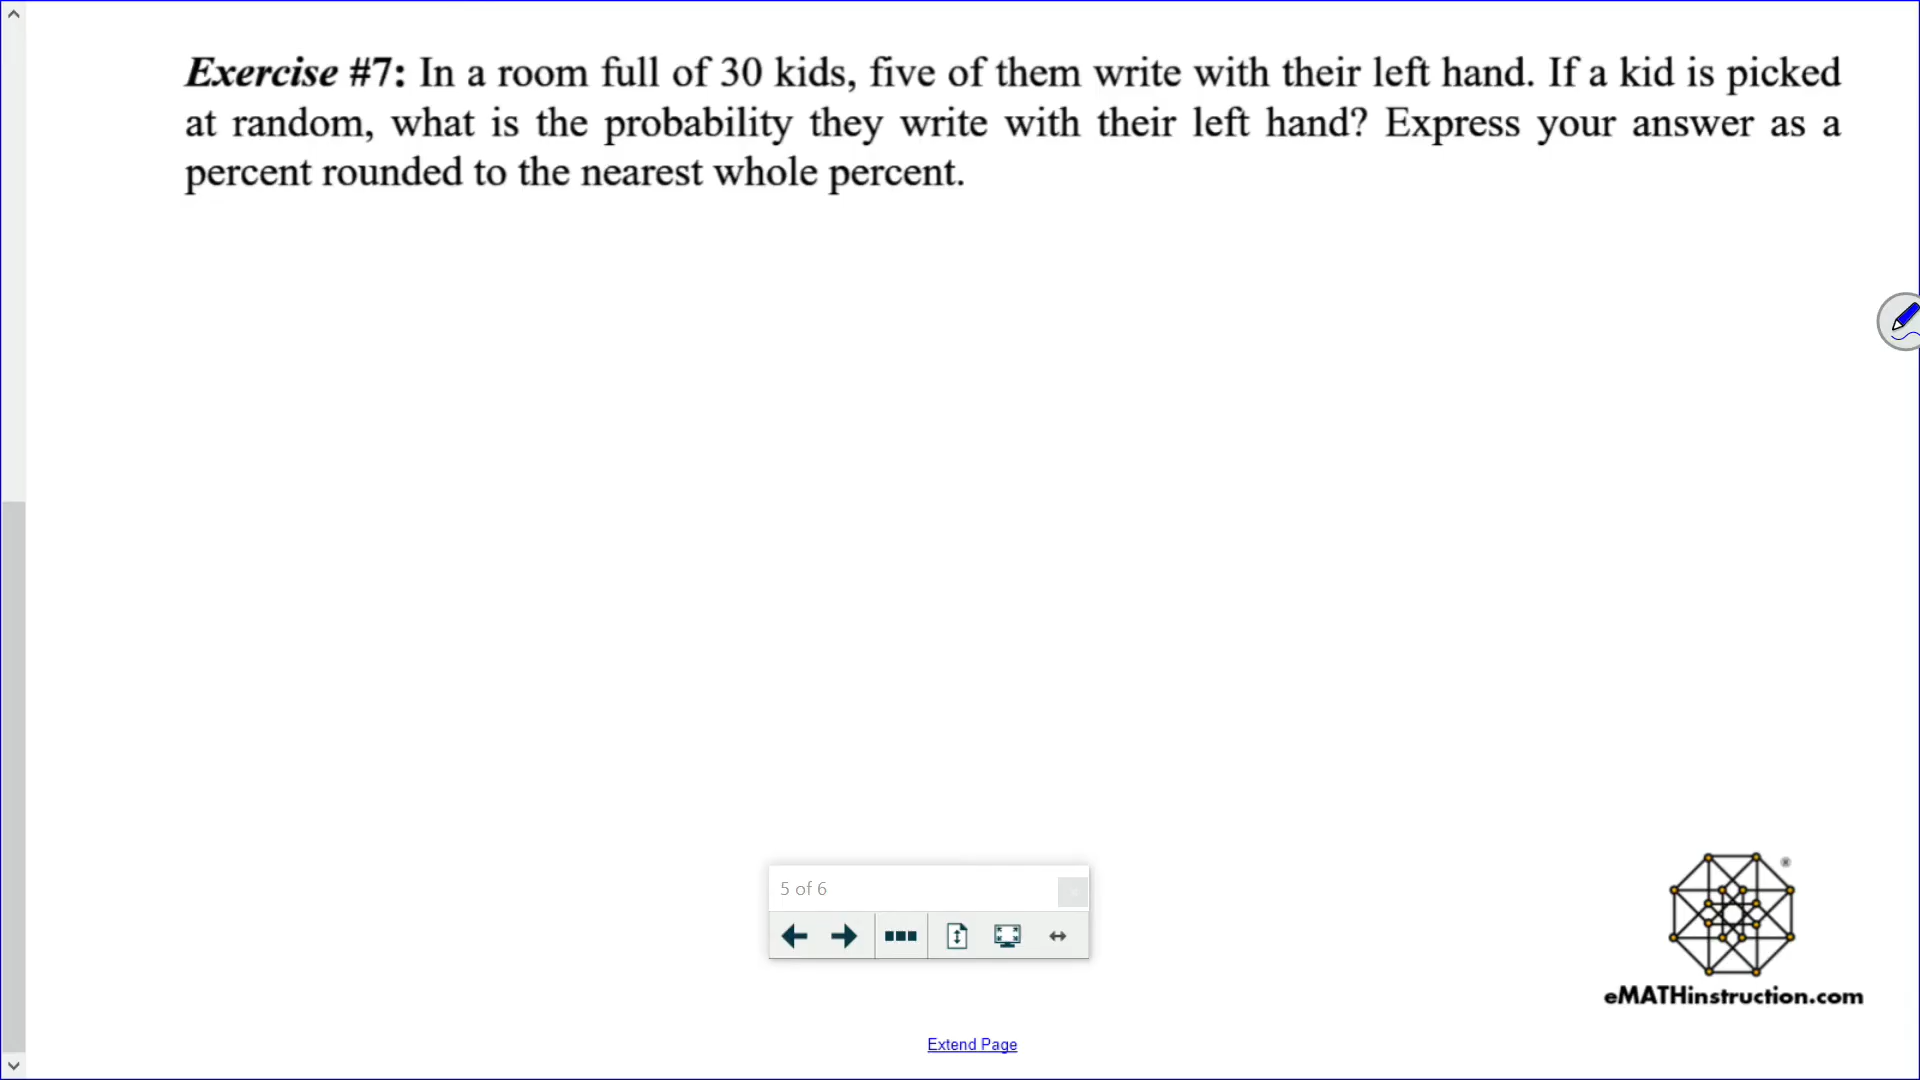 Exercise #7: In a room full of 30 kids, five of them write with their left hand. If a kid is picked
at random, what is the probability they write with their left hand? Express your answer as a
percent rounded to the nearest whole percent.
5 of 6
eMATHinstruction.com
Extend Page